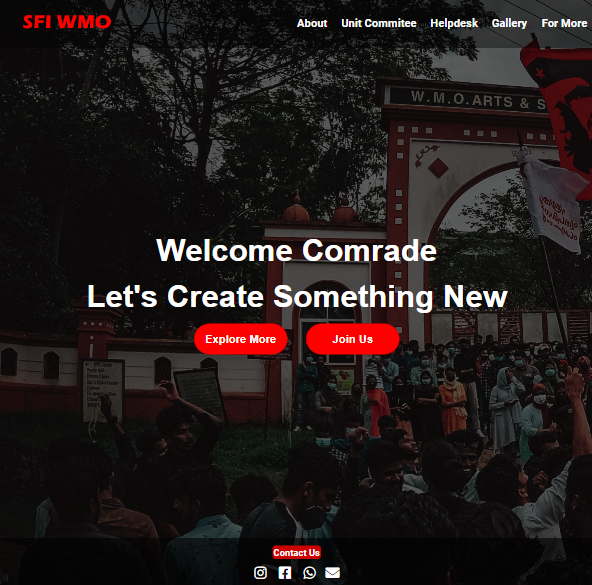 SFI WMO
About Unit Commitee Helpdesk Gallery For More
W.M.O.ARTS & S
Welcome Comrade
Let's Create Something New
Explore More Join Us
Contact Us